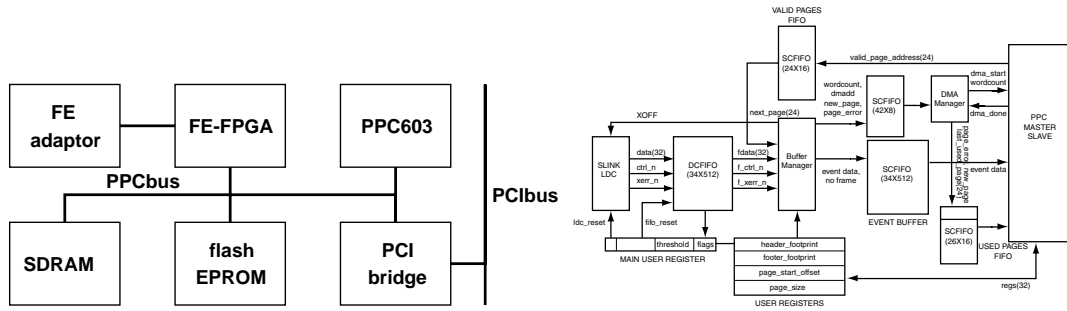 FE
adaptor
FE-FPGA
PPC603
PPCbus
PCIbus
SDRAM
flash
EPROM
PCI
bridge
VALID PAGES
FIFO
SCFIFO
(24X16)
valid_page_address(24)
wordcount,
dmadd
new_page,
page_error
SCFIFO
(42X8)
DMA
Manager
dma_start
wordcount
dma_done
PPC
MASTER
SLAVE
XOFF
next_page(24)
SLINK
LDC
data(32)
ctrl_n
xerr_n
DCFIFO
(34X512)
fdata(32)
f_ctrl_n
f_xerr_n
Buffer
Manager
event data,
no frame
SCFIFO
(34X512)
EVENT BUFFER
page_error, new_page
last_used_page(24)
event data
ldc_reset
fifo_reset
threshold
flags
MAIN USER REGISTER
header_footprint
footer_footprint
page_start_offset
page_size
USER REGISTERS
SCFIFO
(26X16)
USED PAGES
FIFO
regs(32)